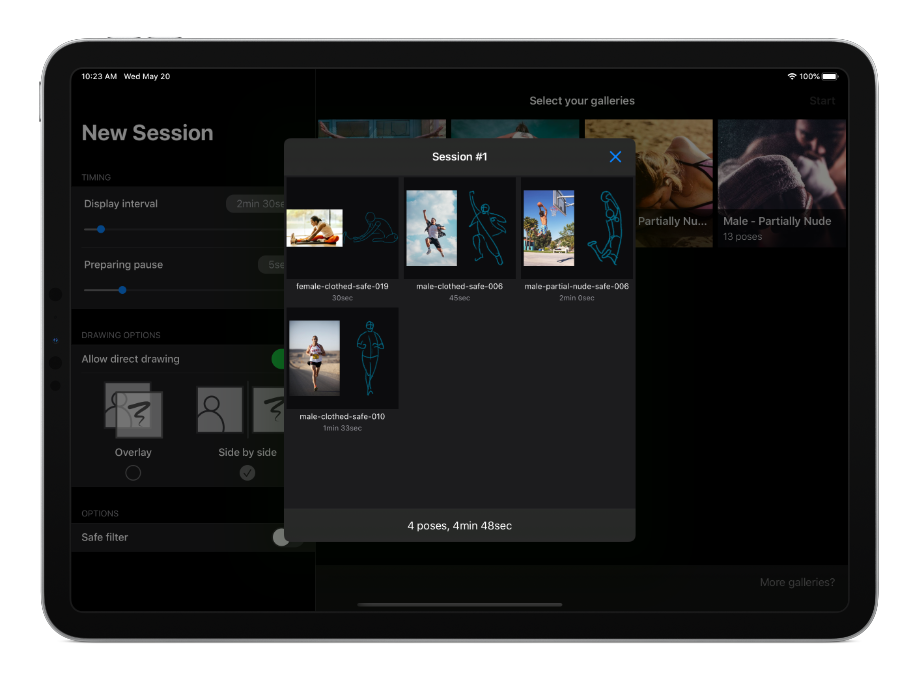 10:23 AM Wed May 20
100%
Select your galleries
Start
New Session
TIMING
Display interval
2min
Preparing pause
DRAWING OPTIONS
Allow direct drawing
Overlay
Side by side
OPTIONS
Safe filter
Session #1
female-clothed-safe-019
30sec
male-clothed-safe-006
45sec
male-partial-nude-safe-006
2min 0sec
male-clothed-safe-010
1min 33sec
4 poses, 4min 48sec
Partially Nu...
Male - Partially Nude
13 poses
More galleries?